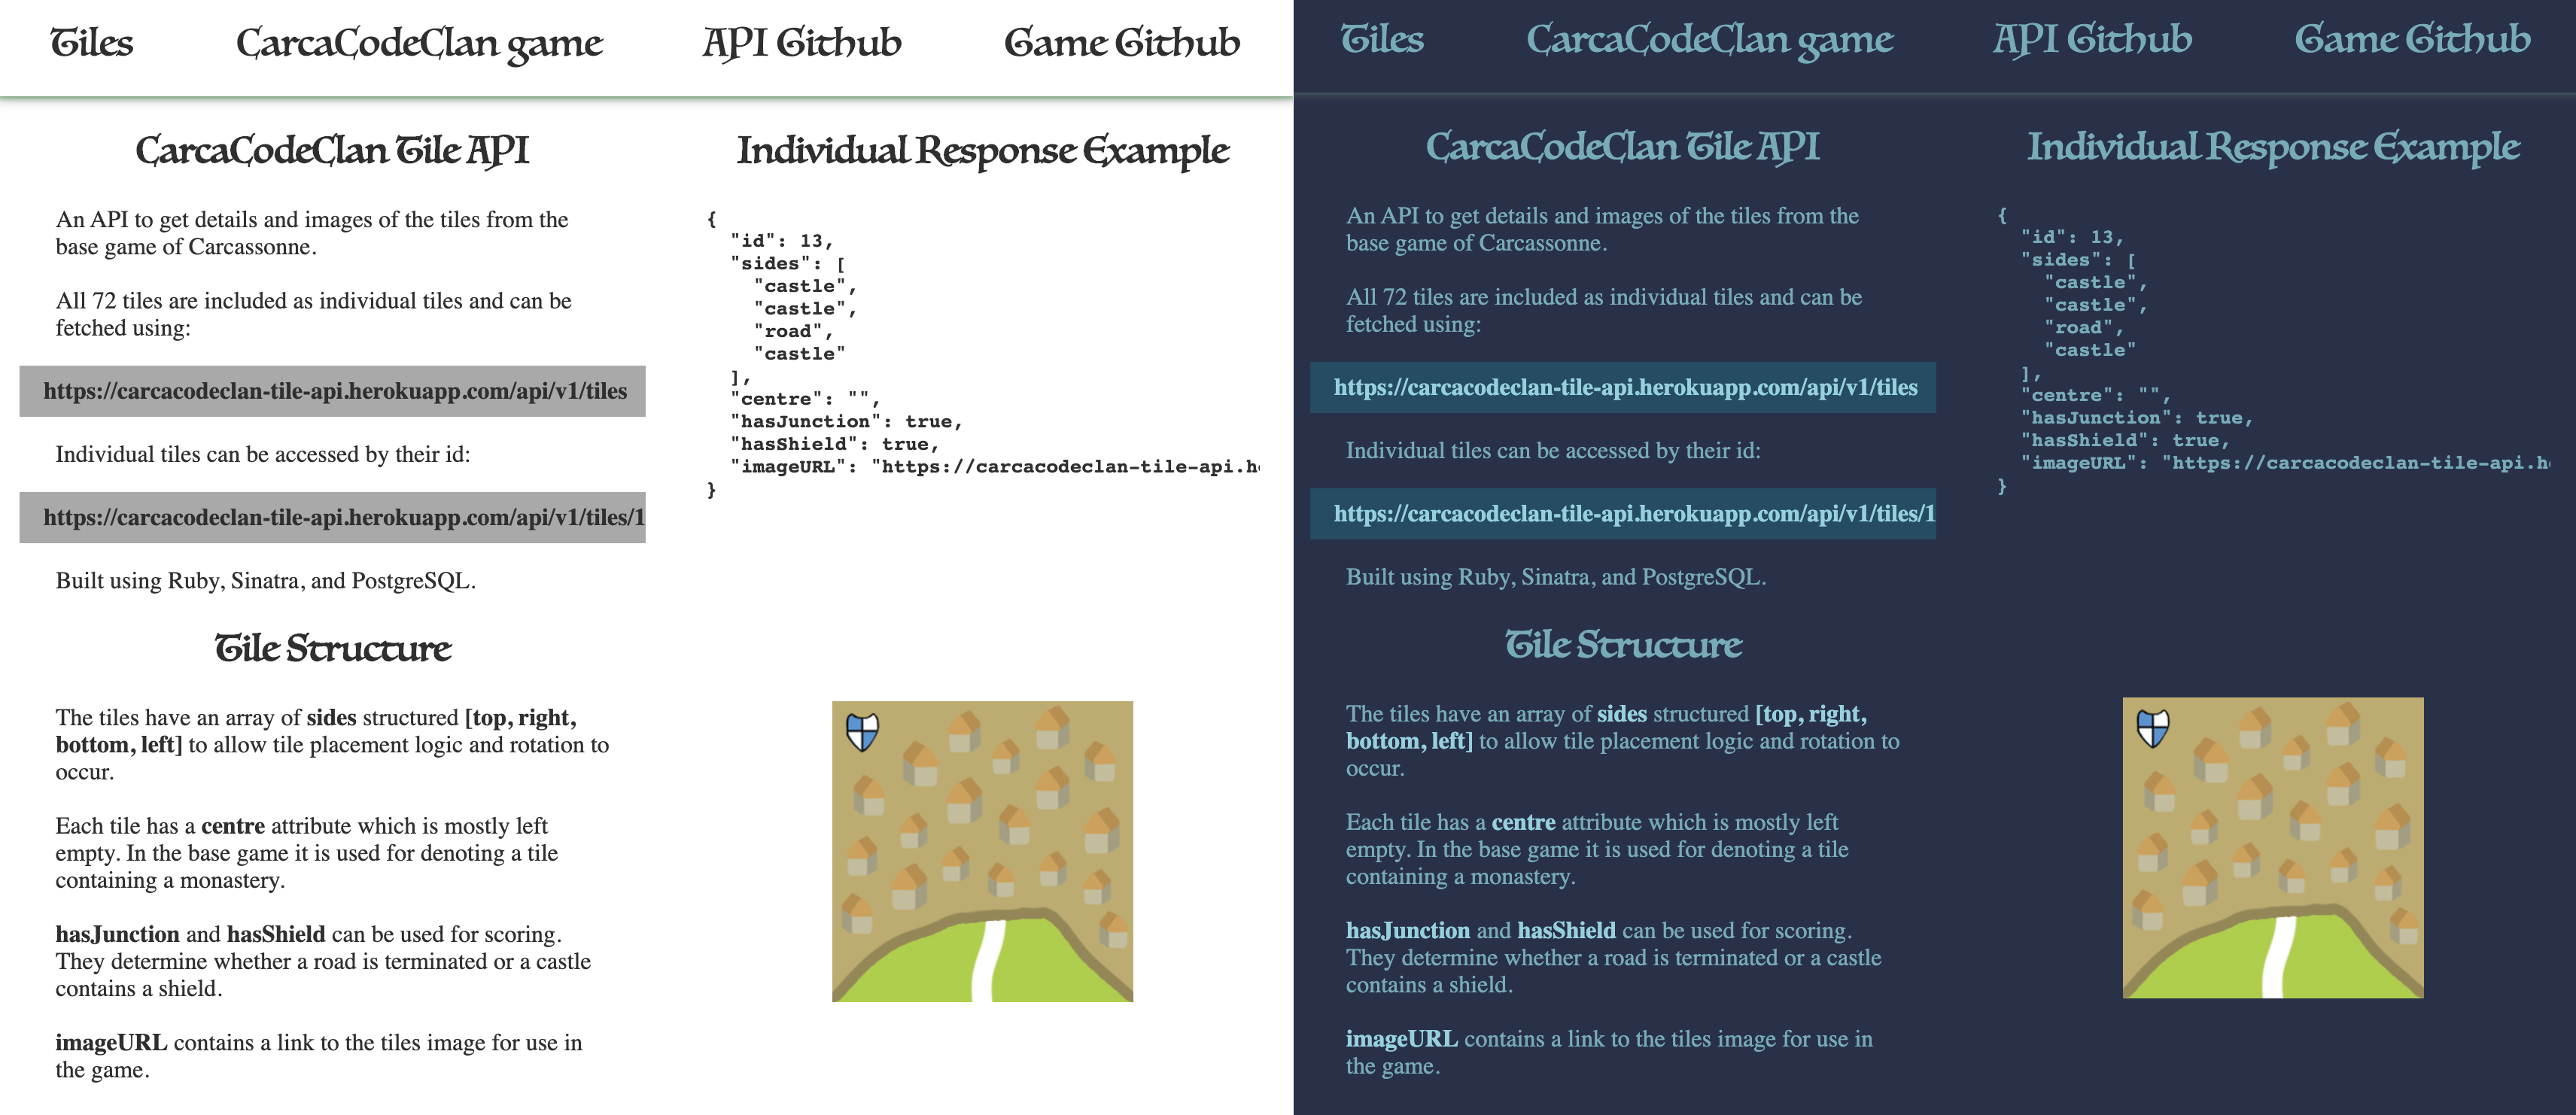 Tiles CarcaCodeClan game API Github Game Github
CarcaCodeClan Tile API
An API to get details and images of the tiles from the
base game of Carcassonne.
All 72 tiles are included as individual tiles and can be
fetched using:
https://carcacodeclan-tile-api.herokuapp.com/api/v1/tiles
Individual tiles can be accessed by their id:
https://carcacodeclan-tile-api.herokuapp.com/api/v1/tiles/1
Built using Ruby, Sinatra, and PostgreSQL.
Individual Response Example
{
"id": 13,
"sides": [
"castle",
"castle",
"road",
"castle"
],
"centre": "",
"hasJunction": true,
"hasShield": true,
"imageURL": "https://carcacodeclan-tile-api.h
}
Tile Structure
The tiles have an array of sides structured [top, right,
bottom, left] to allow tile placement logic and rotation to
occur.
Each tile has a centre attribute which is mostly left
empty. In the base game it is used for denoting a tile
containing a monastery.
hasJunction and hasShield can be used for scoring.
They determine whether a road is terminated or a castle
contains a shield.
imageURL contains a link to the tiles image for use in
the game.
Tiles CarcaCodeClan game API Github Game Github
CarcaCodeClan Tile API
An API to get details and images of the tiles from the
base game of Carcassonne.
All 72 tiles are included as individual tiles and can be
fetched using:
https://carcacodeclan-tile-api.herokuapp.com/api/v1/tiles
Individual tiles can be accessed by their id:
https://carcacodeclan-tile-api.herokuapp.com/api/v1/tiles/1
Built using Ruby, Sinatra, and PostgreSQL.
Individual Response Example
{
"id": 13,
"sides": [
"castle",
"castle",
"road",
"castle"
],
"centre": "",
"hasJunction": true,
"hasShield": true,
"imageURL": "https://carcacodeclan-tile-api.h
}
Tile Structure
The tiles have an array of sides structured [top, right,
bottom, left] to allow tile placement logic and rotation to
occur.
Each tile has a centre attribute which is mostly left
empty. In the base game it is used for denoting a tile
containing a monastery.
hasJunction and hasShield can be used for scoring.
They determine whether a road is terminated or a castle
contains a shield.
imageURL contains a link to the tiles image for use in
the game.